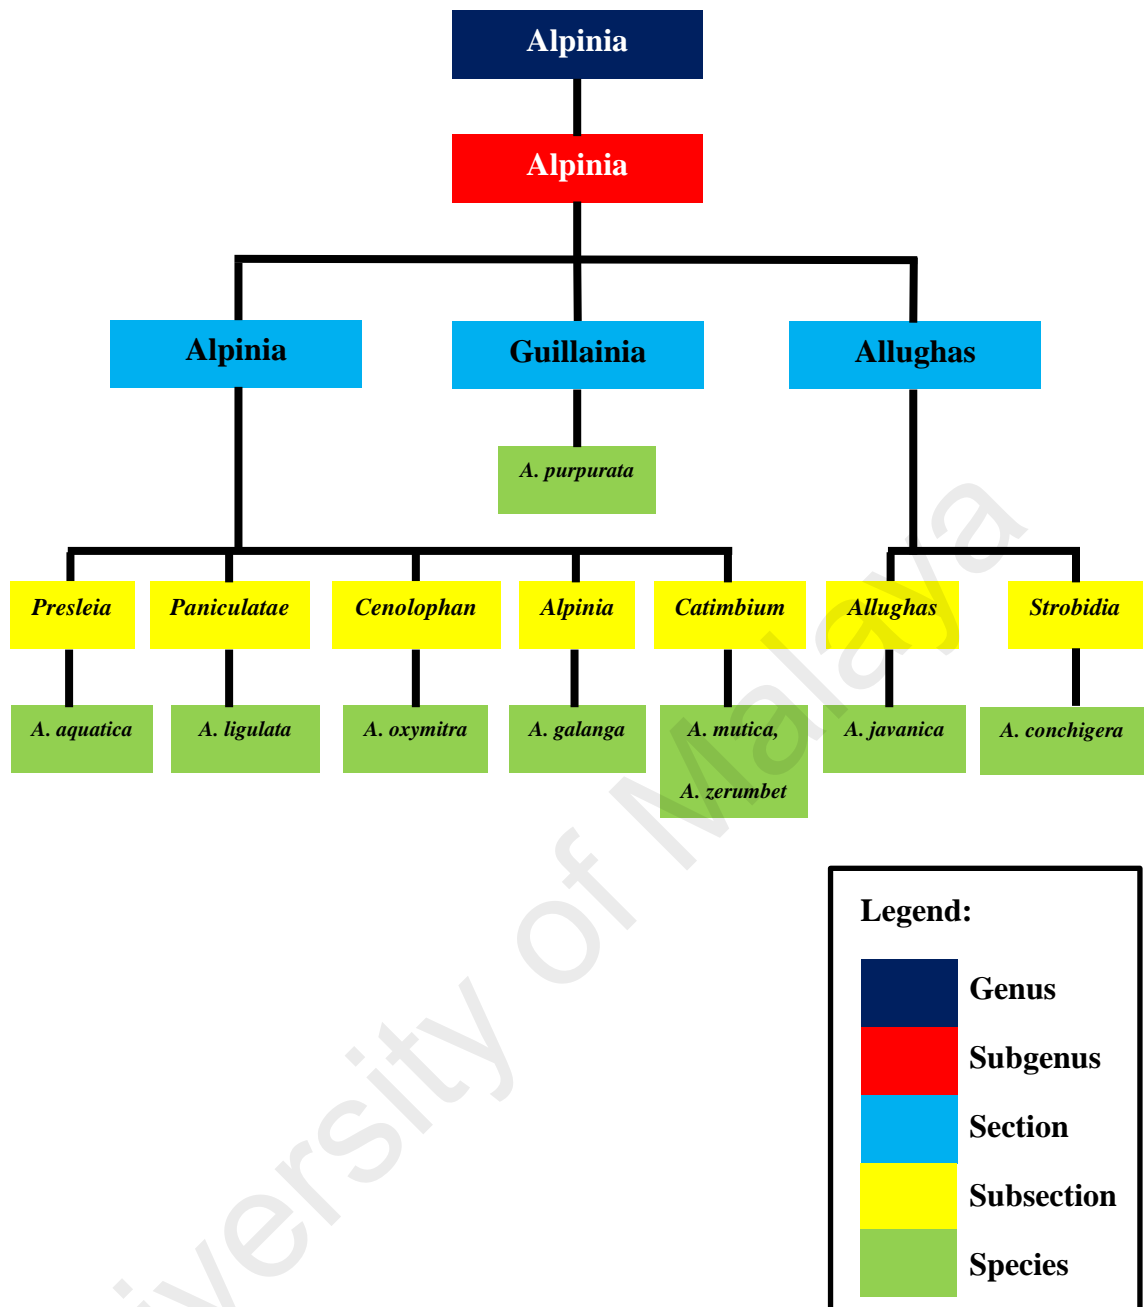 Alpinia
Alpinia
Alpinia
Guillainia
Allughas
A. purpurata
Presleia
Paniculatae
Cenolophan
Alpinia
Catimbium
Allughas
Strobidia
A. aquatica
A. ligulata
A. oxymitra
A. galanga
A. mutica,
A. zerumbet
A. javanica
A. conchigera
Legend:
Genus
Subgenus
Section
Subsection
Species
iversity of Malaya